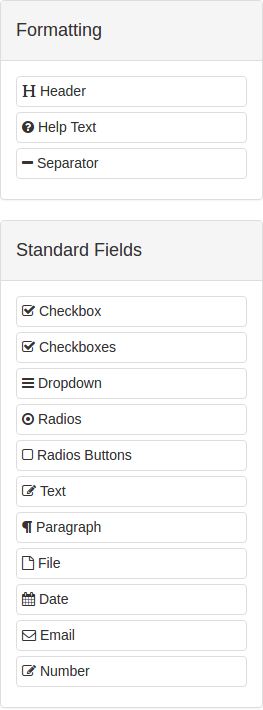 Formatting
Header
Help Text
Separator
Standard Fields
Checkbox
Checkboxes
Dropdown
Radios
Radios Buttons
Text
Paragraph
File
Date
Email
Number